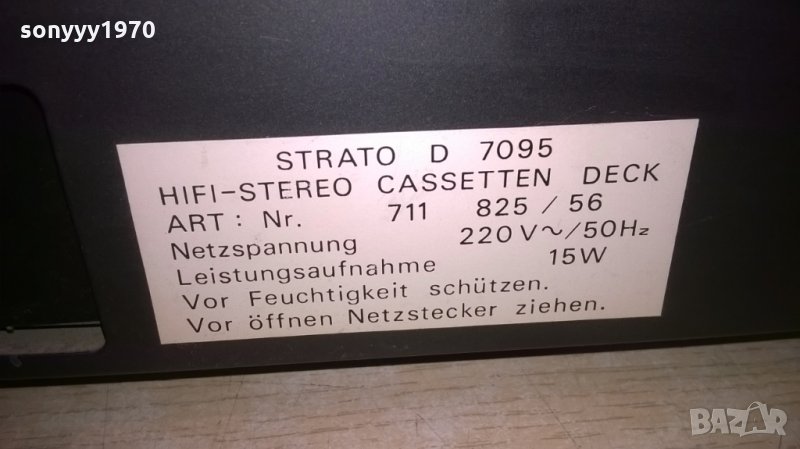 sonyyy1970
STRATO D 7095
HIFI-STEREO CASSETTEN DECK
ART: Nr. 711 825/56
Netzspannung 220V~/50Hz
Leistungsaufnahme 15W
Vor Feuchtigkeit schützen.
Vor öffnen Netzstecker ziehen.
BAZAR